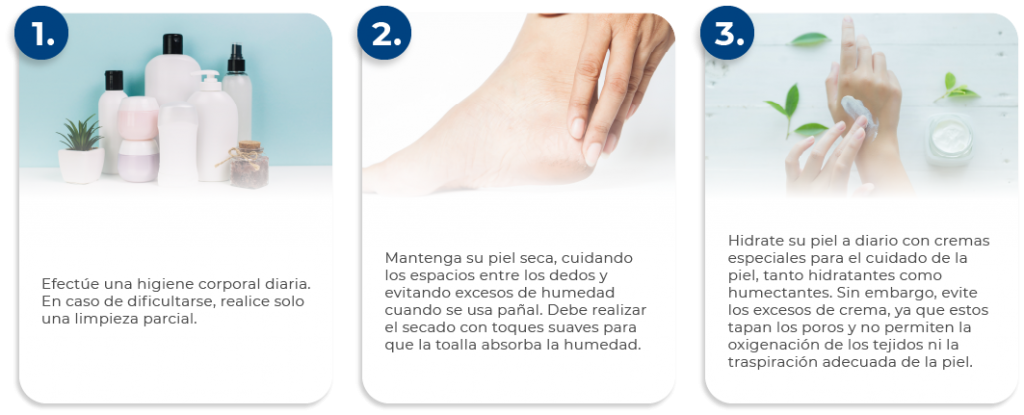 1.
Efectúe una higiene corporal diaria.
En caso de dificultarse, realice solo
una limpieza parcial.
2.
Mantenga su piel seca, cuidando
los espacios entre los dedos y
evitando excesos de humedad
cuando se usa pañal. Debe realizar
el secado con toques suaves para
que la toalla absorba la humedad.
3.
Hidrate su piel a diario con cremas
especiales para el cuidado de la
piel, tanto hidratantes como
humectantes. Sin embargo, evite
los excesos de crema, ya que estos
tapan los poros y no permiten la
oxigenación de los tejidos ni la
traspiración adecuada de la piel.